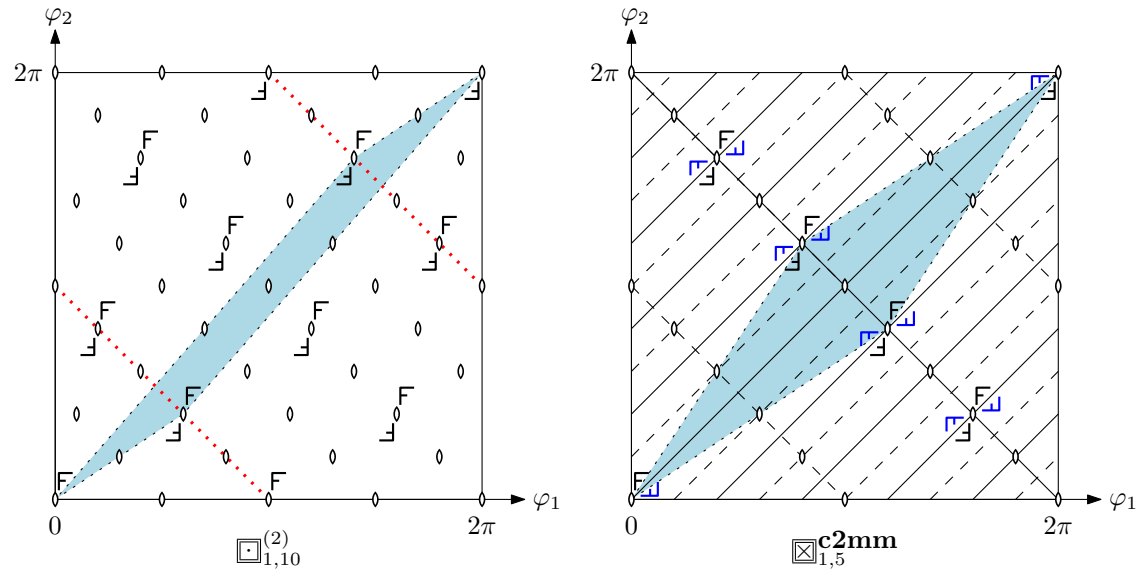 φ₂ φ₂
2π 2π
F F F F F F F F F F F F F F F F F F F F
F F F F F F F F F F F F F F F F F F
0 2π φ₁ 0 2π φ₁
⊡₁,₁₀⁽²⁾ ⊠₁,₅ c2mm